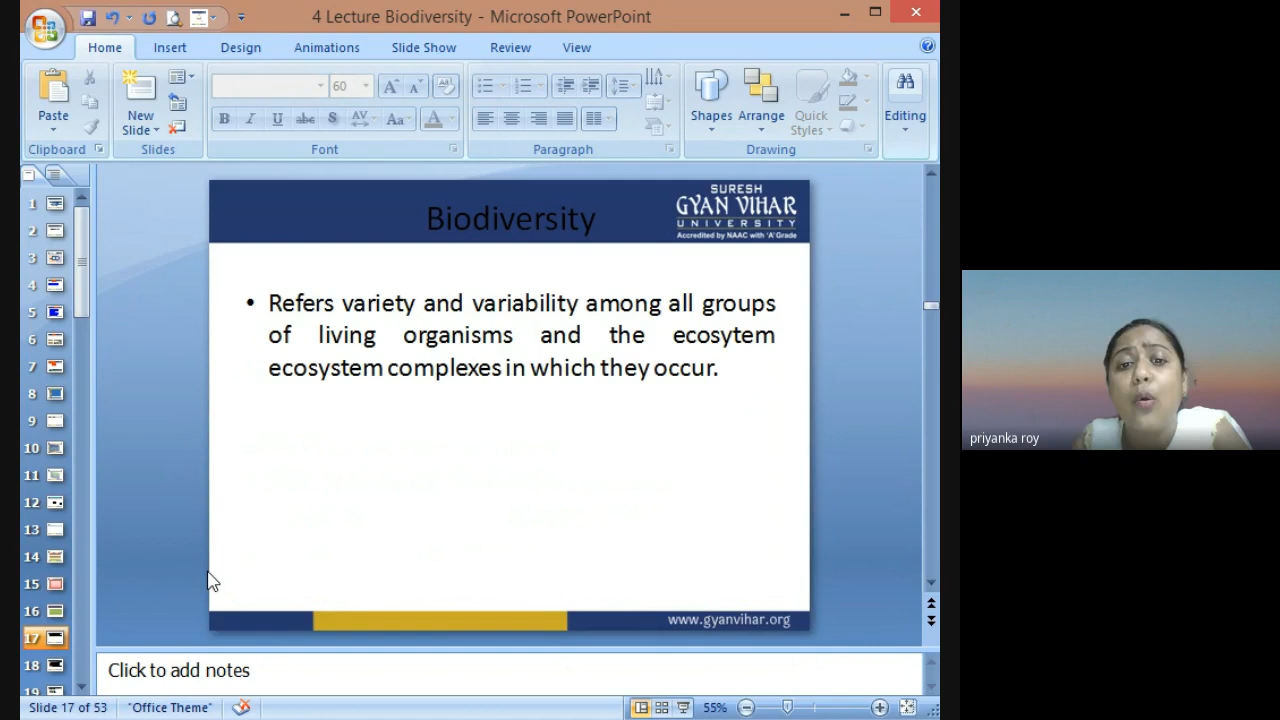 4 Lecture Biodiversity - Microsoft PowerPoint
Home Insert Design Animations Slide Show Review View
Paste
New
Slide
60
B I U abc S AV Aa A
Shapes Arrange Quick
Styles
Editing
Clipboard Slides Font Paragraph Drawing
1
2
3
4
5
6
7
8
9
10
11
12
13
14
15
16
17
18
19
Biodiversity
SURESH
GYAN VIHAR
UNIVERSITY
Accredited by NAAC with 'A' Grade
• Refers variety and variability among all groups
of living organisms and the ecosytem
ecosystem complexes in which they occur.
www.gyanvihar.org
Click to add notes
Slide 17 of 53 "Office Theme" 55%
priyanka roy